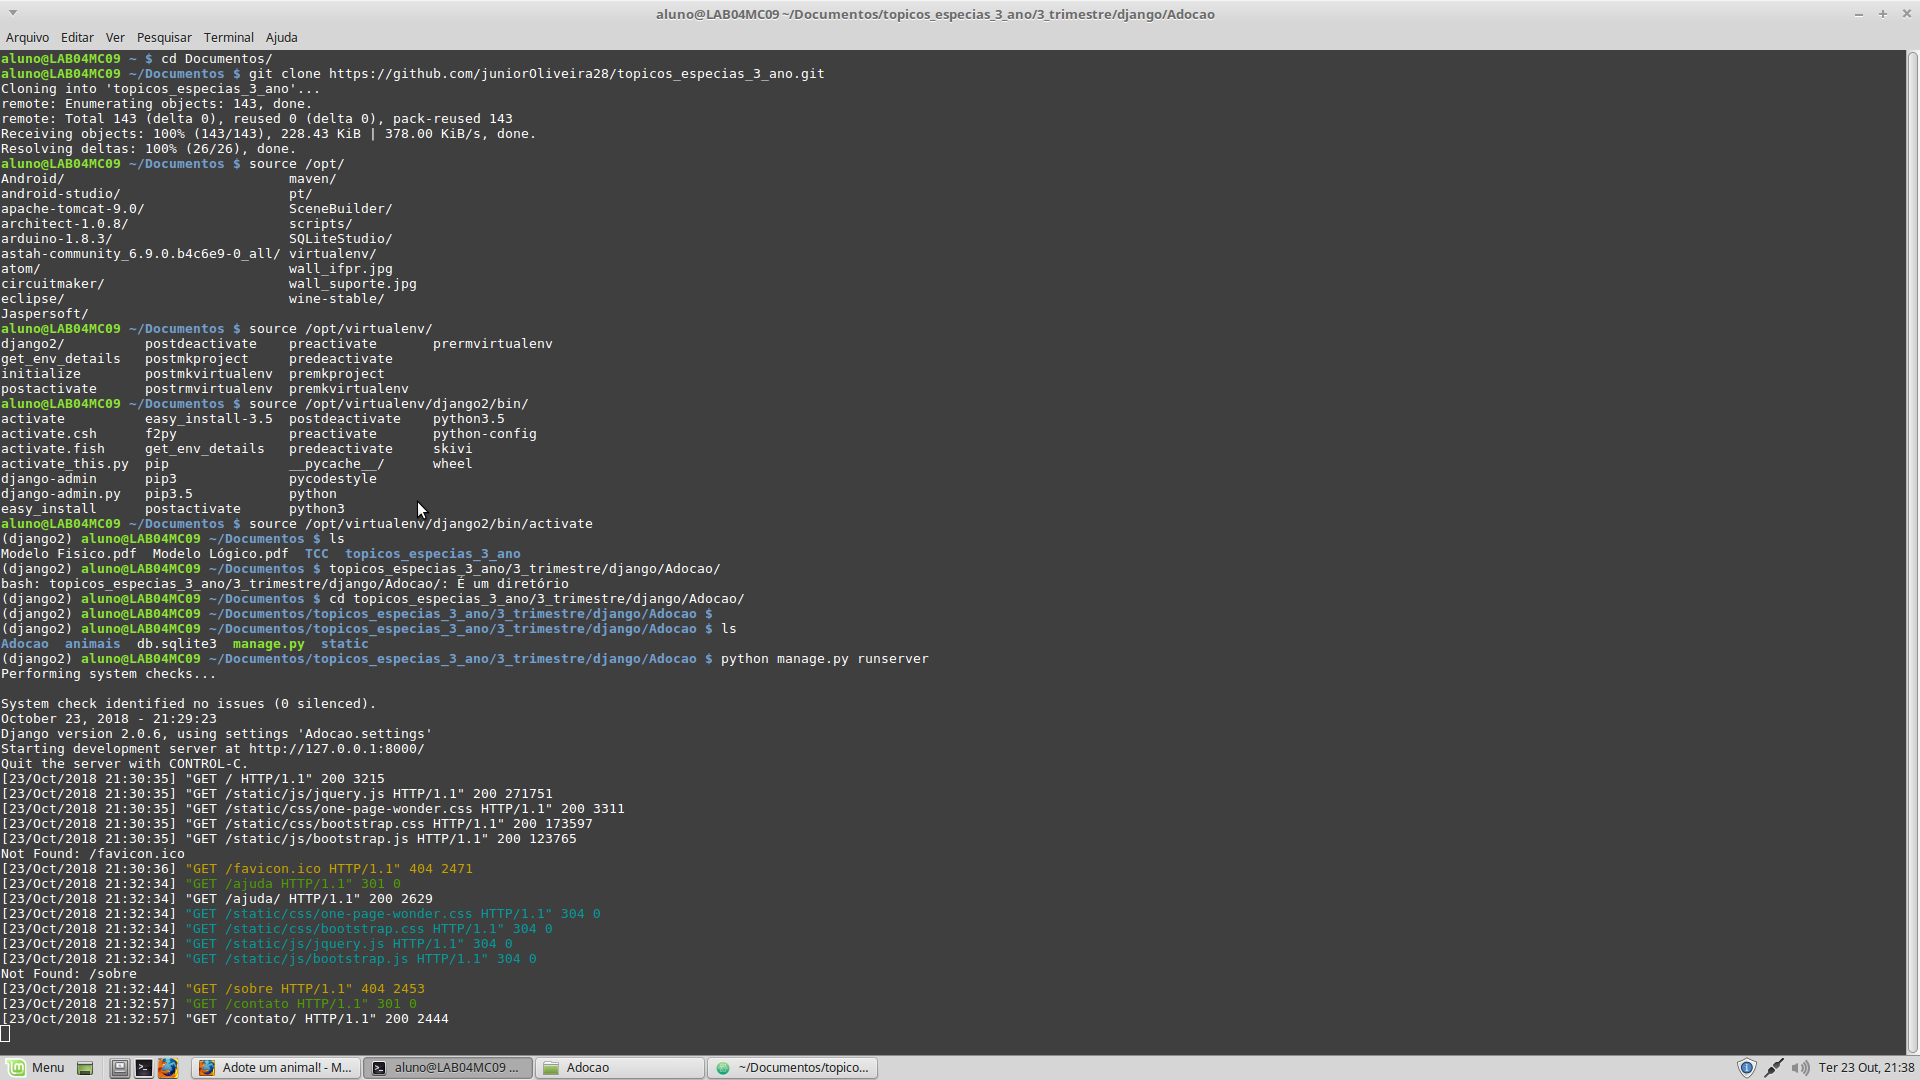 aluno@LAB04MC09 ~/Documentos/topicos_especias_3_ano/3_trimestre/django/Adocao
Arquivo Editar Ver Pesquisar Terminal Ajuda
aluno@LAB04MC09 ~ $ cd Documentos/
aluno@LAB04MC09 ~/Documentos $ git clone https://github.com/juniorOliveira28/topicos_especias_3_ano.git
Cloning into 'topicos_especias_3_ano'...
remote: Enumerating objects: 143, done.
remote: Total 143 (delta 0), reused 0 (delta 0), pack-reused 143
Receiving objects: 100% (143/143), 228.43 KiB | 378.00 KiB/s, done.
Resolving deltas: 100% (26/26), done.
aluno@LAB04MC09 ~/Documentos $ source /opt/
Android/ maven/
android-studio/ pt/
apache-tomcat-9.0/ SceneBuilder/
architect-1.0.8/ scripts/
arduino-1.8.3/ SQLiteStudio/
astah-community_6.9.0.b4c6e9-0_all/ virtualenv/
atom/ wall_ifpr.jpg
circuitmaker/ wall_suporte.jpg
eclipse/ wine-stable/
Jaspersoft/
aluno@LAB04MC09 ~/Documentos $ source /opt/virtualenv/
django2/ postdeactivate preactivate prermvirtualenv
get_env_details postmkproject predeactivate
initialize postmkvirtualenv premkproject
postactivate postrmvirtualenv premkvirtualenv
aluno@LAB04MC09 ~/Documentos $ source /opt/virtualenv/django2/bin/
activate easy_install-3.5 postdeactivate python3.5
activate.csh f2py preactivate python-config
activate.fish get_env_details predeactivate skivi
activate_this.py pip __pycache__/ wheel
django-admin pip3 pycodestyle
django-admin.py pip3.5 python
easy_install postactivate python3
aluno@LAB04MC09 ~/Documentos $ source /opt/virtualenv/django2/bin/activate
(django2) aluno@LAB04MC09 ~/Documentos $ ls
Modelo Fisico.pdf Modelo Lógico.pdf TCC topicos_especias_3_ano
(django2) aluno@LAB04MC09 ~/Documentos $ topicos_especias_3_ano/3_trimestre/django/Adocao/
bash: topicos_especias_3_ano/3_trimestre/django/Adocao/: É um diretório
(django2) aluno@LAB04MC09 ~/Documentos $ cd topicos_especias_3_ano/3_trimestre/django/Adocao/
(django2) aluno@LAB04MC09 ~/Documentos/topicos_especias_3_ano/3_trimestre/django/Adocao $
(django2) aluno@LAB04MC09 ~/Documentos/topicos_especias_3_ano/3_trimestre/django/Adocao $ ls
Adocao animais db.sqlite3 manage.py static
(django2) aluno@LAB04MC09 ~/Documentos/topicos_especias_3_ano/3_trimestre/django/Adocao $ python manage.py runserver
Performing system checks...
System check identified no issues (0 silenced).
October 23, 2018 - 21:29:23
Django version 2.0.6, using settings 'Adocao.settings'
Starting development server at http://127.0.0.1:8000/
Quit the server with CONTROL-C.
[23/Oct/2018 21:30:35] "GET / HTTP/1.1" 200 3215
[23/Oct/2018 21:30:35] "GET /static/js/jquery.js HTTP/1.1" 200 271751
[23/Oct/2018 21:30:35] "GET /static/css/one-page-wonder.css HTTP/1.1" 200 3311
[23/Oct/2018 21:30:35] "GET /static/css/bootstrap.css HTTP/1.1" 200 173597
[23/Oct/2018 21:30:35] "GET /static/js/bootstrap.js HTTP/1.1" 200 123765
Not Found: /favicon.ico
[23/Oct/2018 21:30:36] "GET /favicon.ico HTTP/1.1" 404 2471
[23/Oct/2018 21:32:34] "GET /ajuda HTTP/1.1" 301 0
[23/Oct/2018 21:32:34] "GET /ajuda/ HTTP/1.1" 200 2629
[23/Oct/2018 21:32:34] "GET /static/css/one-page-wonder.css HTTP/1.1" 304 0
[23/Oct/2018 21:32:34] "GET /static/css/bootstrap.css HTTP/1.1" 304 0
[23/Oct/2018 21:32:34] "GET /static/js/jquery.js HTTP/1.1" 304 0
[23/Oct/2018 21:32:34] "GET /static/js/bootstrap.js HTTP/1.1" 304 0
Not Found: /sobre
[23/Oct/2018 21:32:44] "GET /sobre HTTP/1.1" 404 2453
[23/Oct/2018 21:32:57] "GET /contato HTTP/1.1" 301 0
[23/Oct/2018 21:32:57] "GET /contato/ HTTP/1.1" 200 2444
Menu Adote um animal! - M... aluno@LAB04MC09 ... Adocao ~/Documentos/topico... Ter 23 Out, 21:38